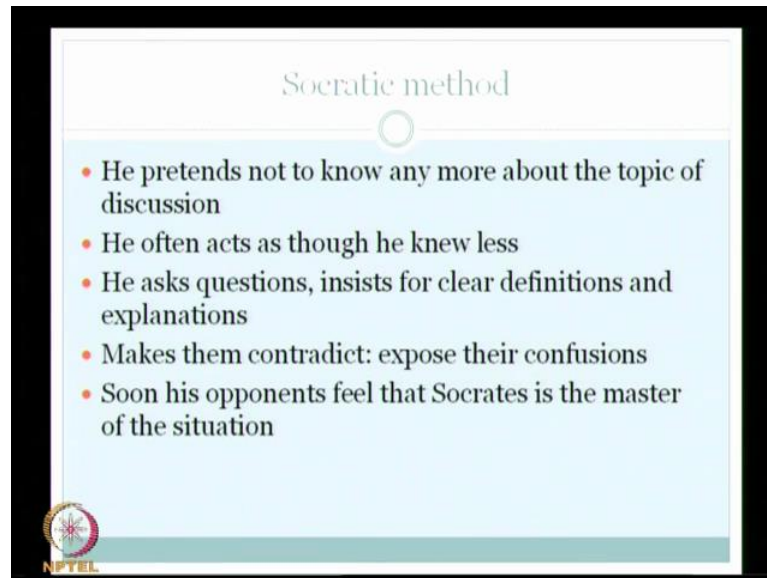 Socratic method
• He pretends not to know any more about the topic of
discussion
• He often acts as though he knew less
• He asks questions, insists for clear definitions and
explanations
• Makes them contradict: expose their confusions
• Soon his opponents feel that Socrates is the master
of the situation
NPTEL